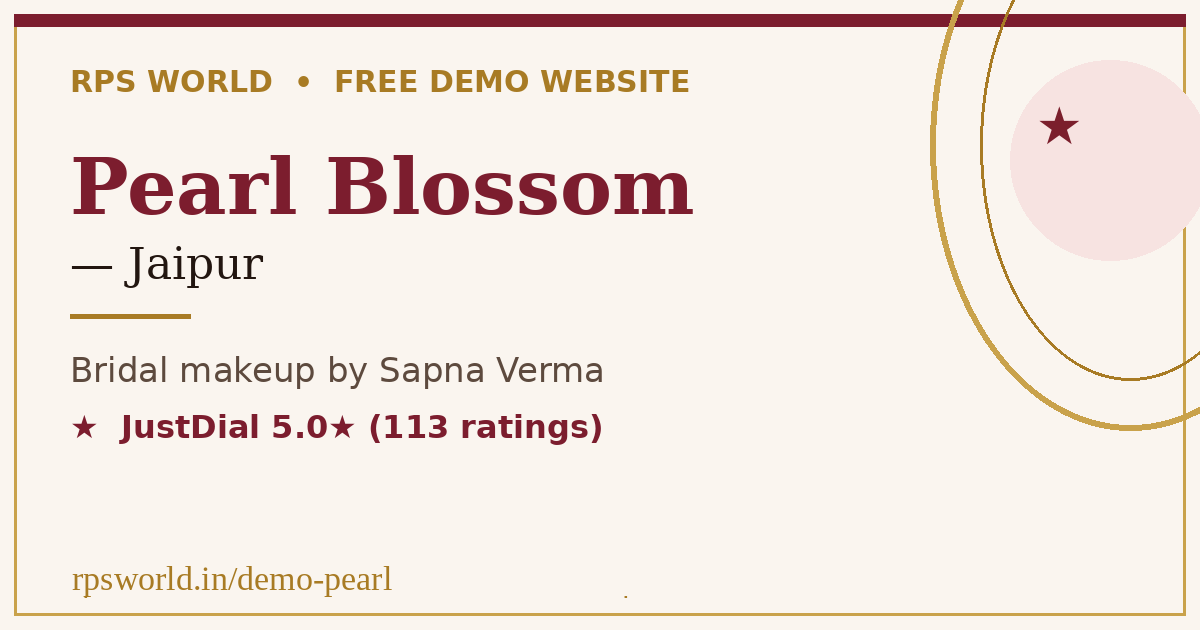 RPS WORLD • FREE DEMO WEBSITE
Pearl Blossom
— Jaipur
Bridal makeup by Sapna Verma
★ JustDial 5.0★ (113 ratings)
rpsworld.in/demo-pearl